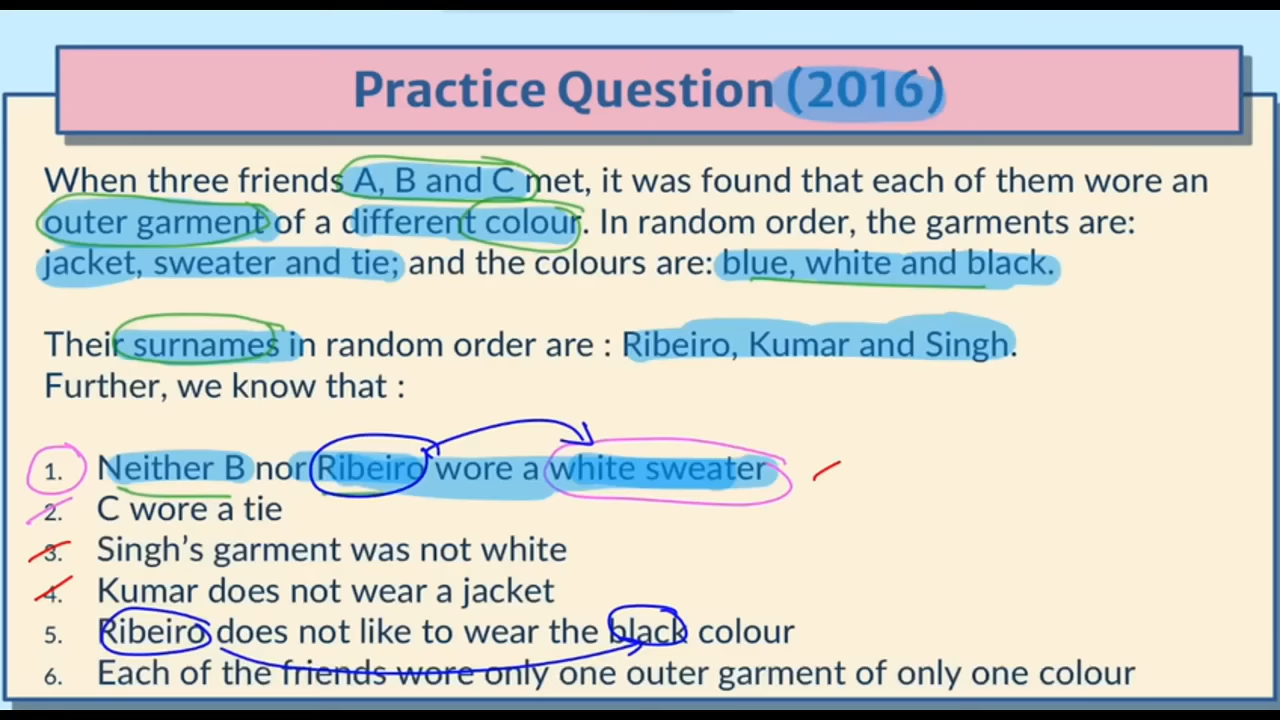 Practice Question (2016)
When three friends A, B and C met, it was found that each of them wore an
outer garment of a different colour. In random order, the garments are:
jacket, sweater and tie; and the colours are: blue, white and black.
Their surnames in random order are : Ribeiro, Kumar and Singh.
Further, we know that :
1. Neither B nor Ribeiro wore a white sweater
2. C wore a tie
3. Singh's garment was not white
4. Kumar does not wear a jacket
5. Ribeiro does not like to wear the black colour
6. Each of the friends wore only one outer garment of only one colour